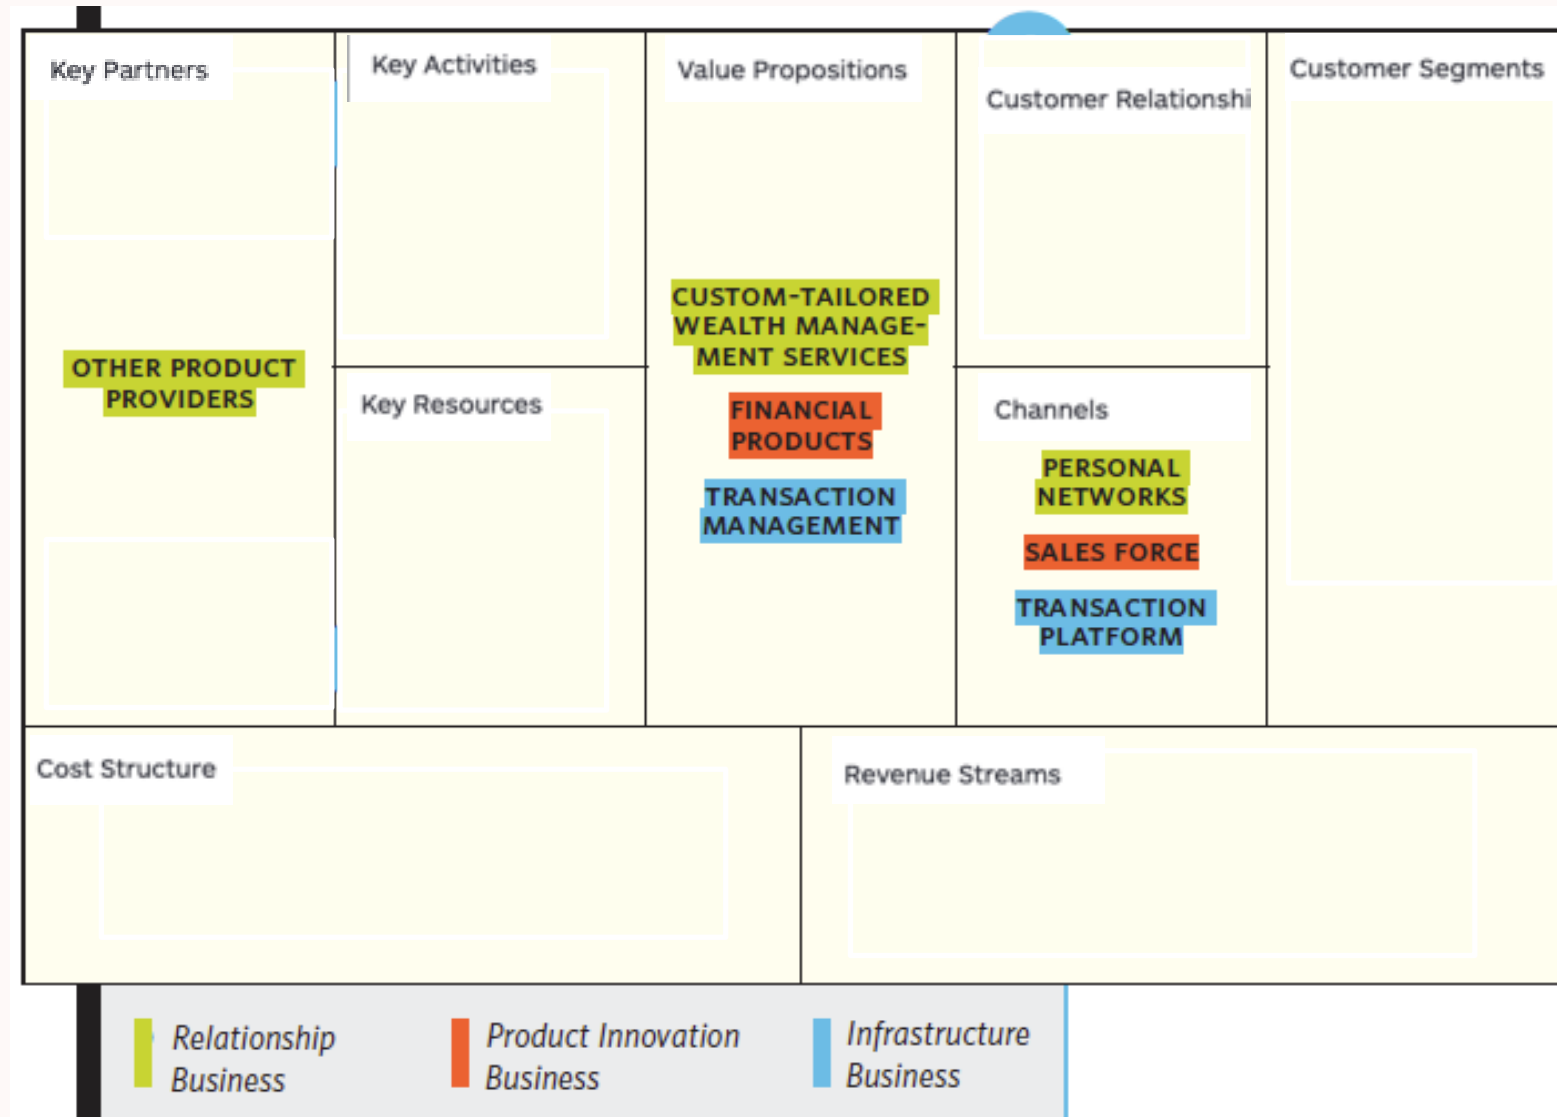 Key Partners
OTHER PRODUCT
PROVIDERS
Key Activities
Key Resources
Value Propositions
CUSTOM-TAILORED
WEALTH MANAGE-
MENT SERVICES
FINANCIAL
PRODUCTS
TRANSACTION
MANAGEMENT
Customer Relationshi
Channels
PERSONAL
NETWORKS
SALES FORCE
TRANSACTION
PLATFORM
Customer Segments
Cost Structure
Revenue Streams
Relationship
Business
Product Innovation
Business
Infrastructure
Business